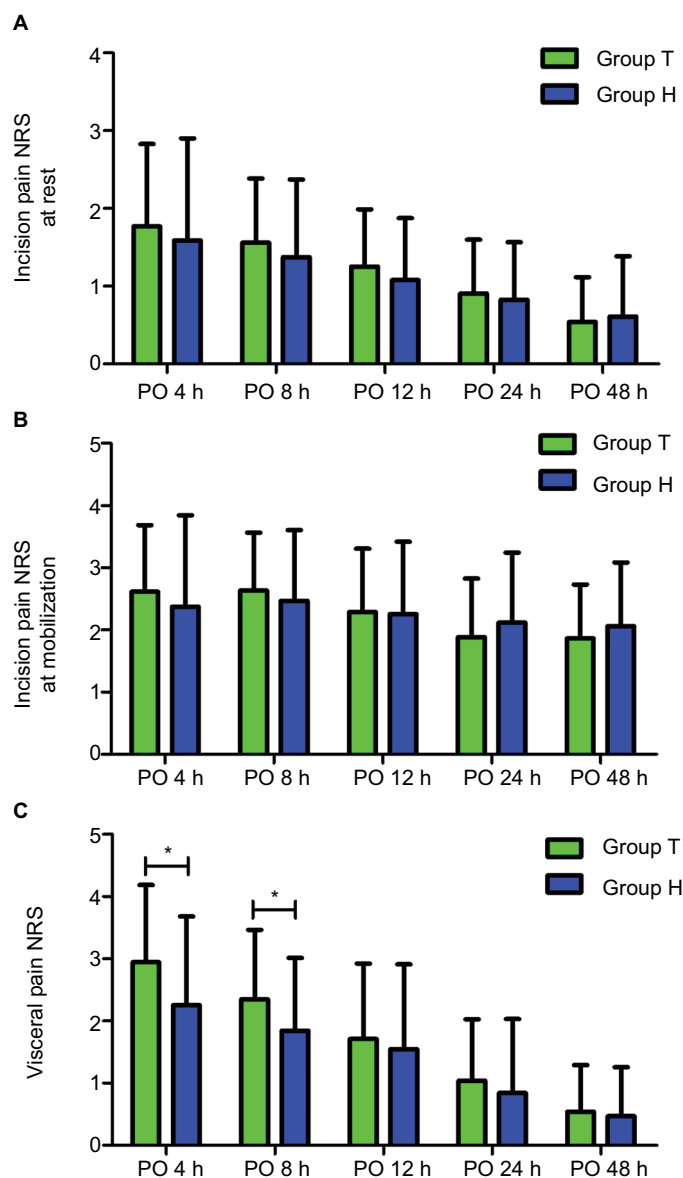 A
Incision pain NRS
at rest
4
3
2
1
0
Group T
Group H
PO 4 h PO 8 h PO 12 h PO 24 h PO 48 h
B
Incision pain NRS
at mobilization
5
4
3
2
1
0
Group T
Group H
PO 4 h PO 8 h PO 12 h PO 24 h PO 48 h
C
Visceral pain NRS
5
4
3
2
1
0
*
*
Group T
Group H
PO 4 h PO 8 h PO 12 h PO 24 h PO 48 h